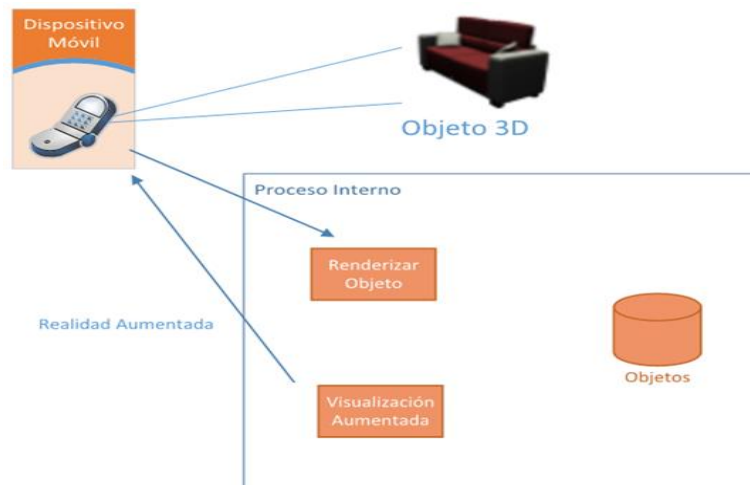 Dispositivo
Móvil
Objeto 3D
Proceso Interno
Renderizar
Objeto
Realidad Aumentada
Objetos
Visualización
Aumentada